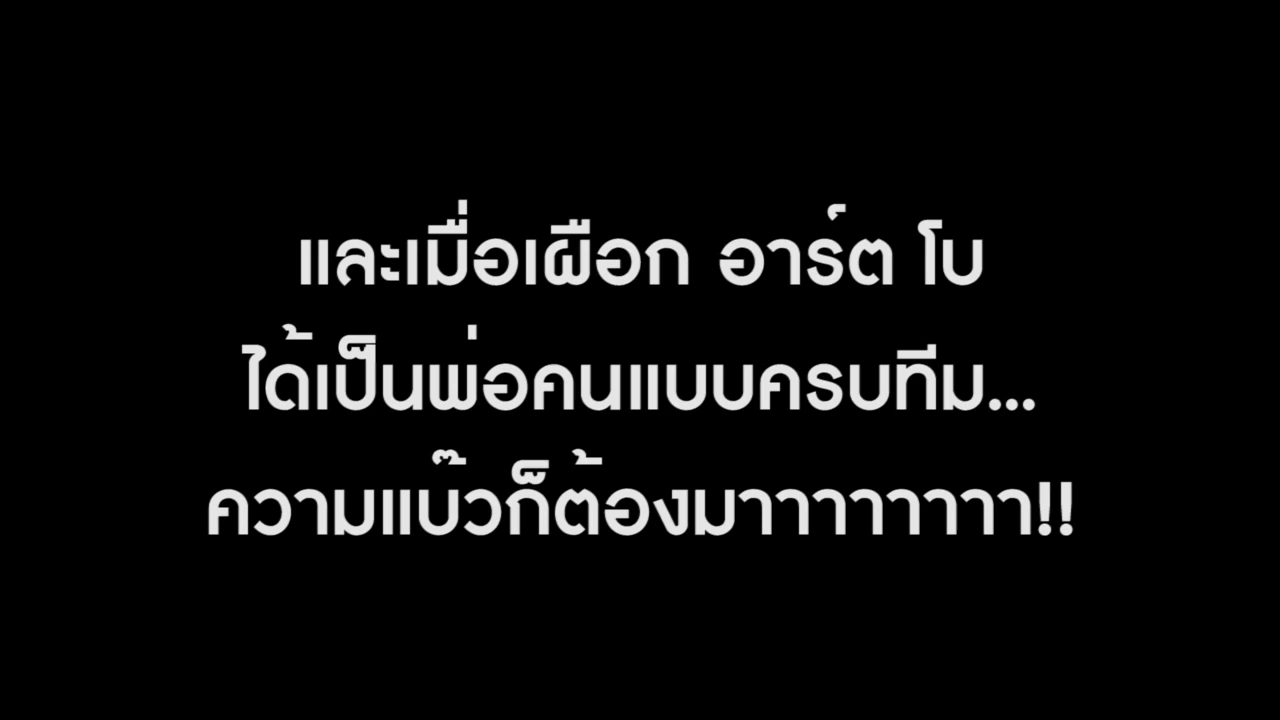 และเมื่อเผือก อาร์ต โบ
ได้เป็นพ่อคนแบบครบทีม...
ความแบ๊วก็ต้องมาาาาาาาาา!!